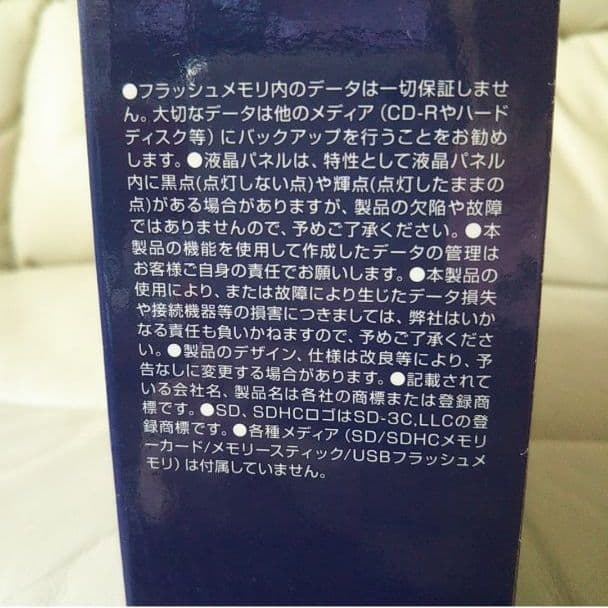 ●フラッシュメモリ内のデータは一切保証しませ
ん。大切なデータは他のメディア(CD-Rやハード
ディスク等)にバックアップを行うことをお勧め
します。●液晶パネルは、特性として液晶パネル
内に黒点(点灯しない点)や輝点(点灯したままの
点)がある場合がありますが、製品の欠陥や故障
ではありませんので、予めご了承ください。●本
製品の機能を使用して作成したデータの管理は
お客様ご自身の責任でお願いします。●本製品の
使用により、または故障により生じたデータ損失
や接続機器等の損害につきましては、弊社はいか
なる責任も負いかねますので、予めご了承くださ
い。●製品のデザイン、仕様は改良等により、予
告なしに変更する場合があります。●記載されて
いる会社名、製品名は各社の商標または登録商
標です。●SD、SDHCロゴはSD-3C,LLCの登
録商標です。●各種メディア(SD/SDHCメモリ
ーカード/メモリースティック/USBフラッシュメ
モリ)は付属していません。